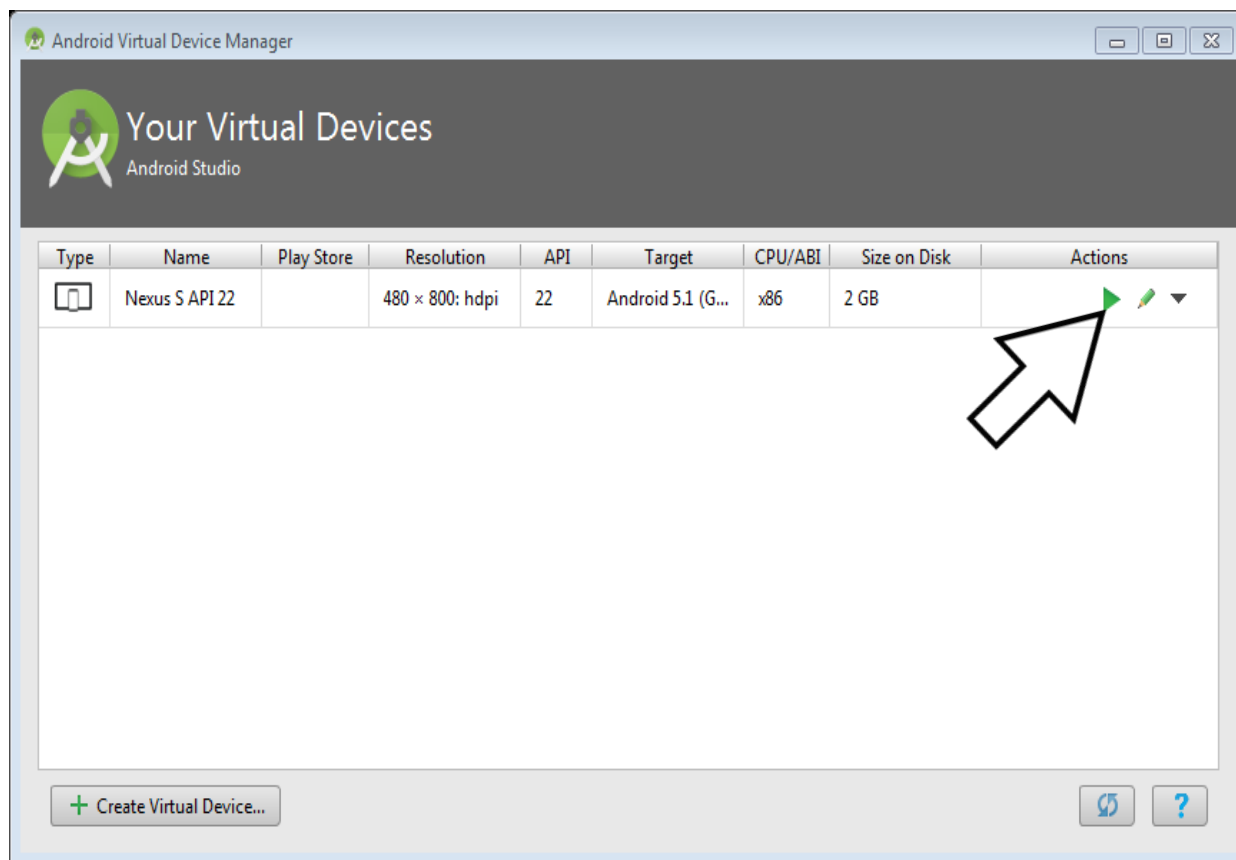 Android Virtual Device Manager
Your Virtual Devices
Android Studio
Type Name Play Store Resolution API Target CPU/ABI Size on Disk Actions
Nexus S API 22 480 × 800: hdpi 22 Android 5.1 (G... x86 2 GB
+ Create Virtual Device...
?